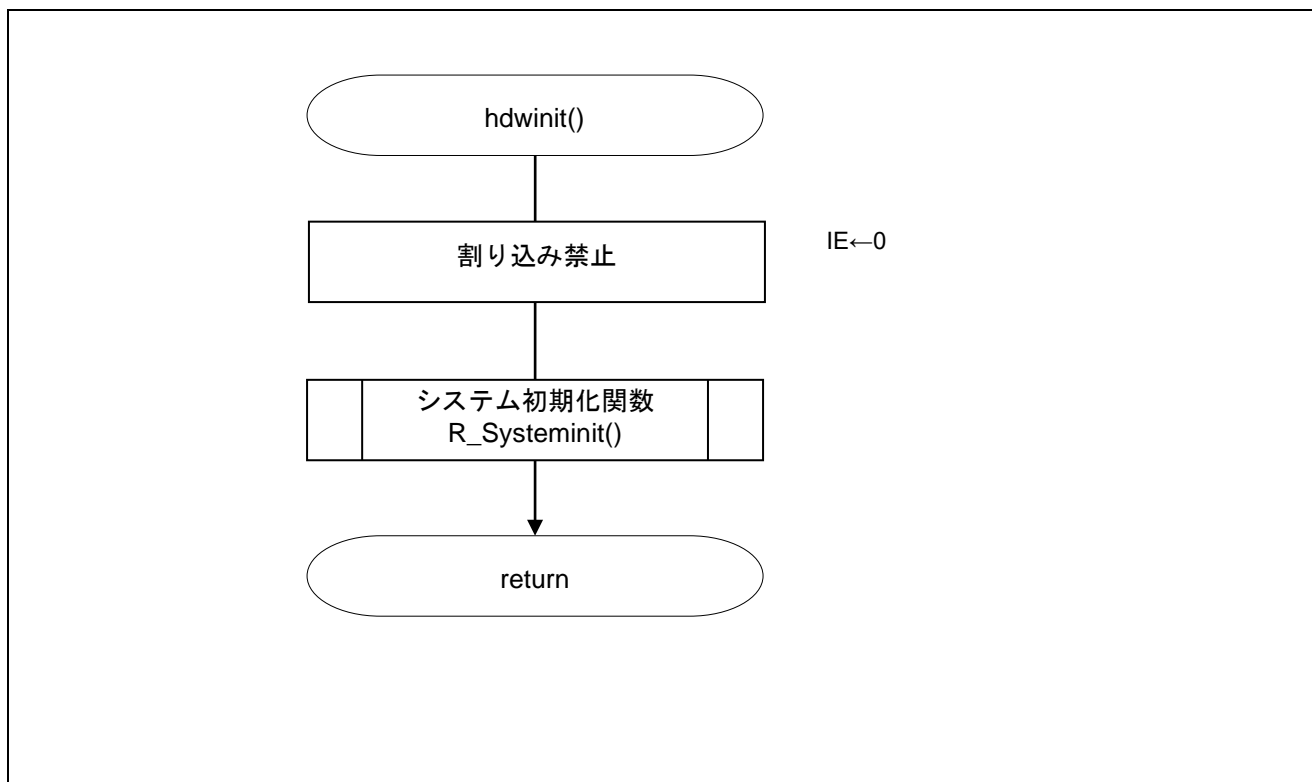 hdwinit()
割り込み禁止
IE←0
システム初期化関数
R_Systeminit()
return